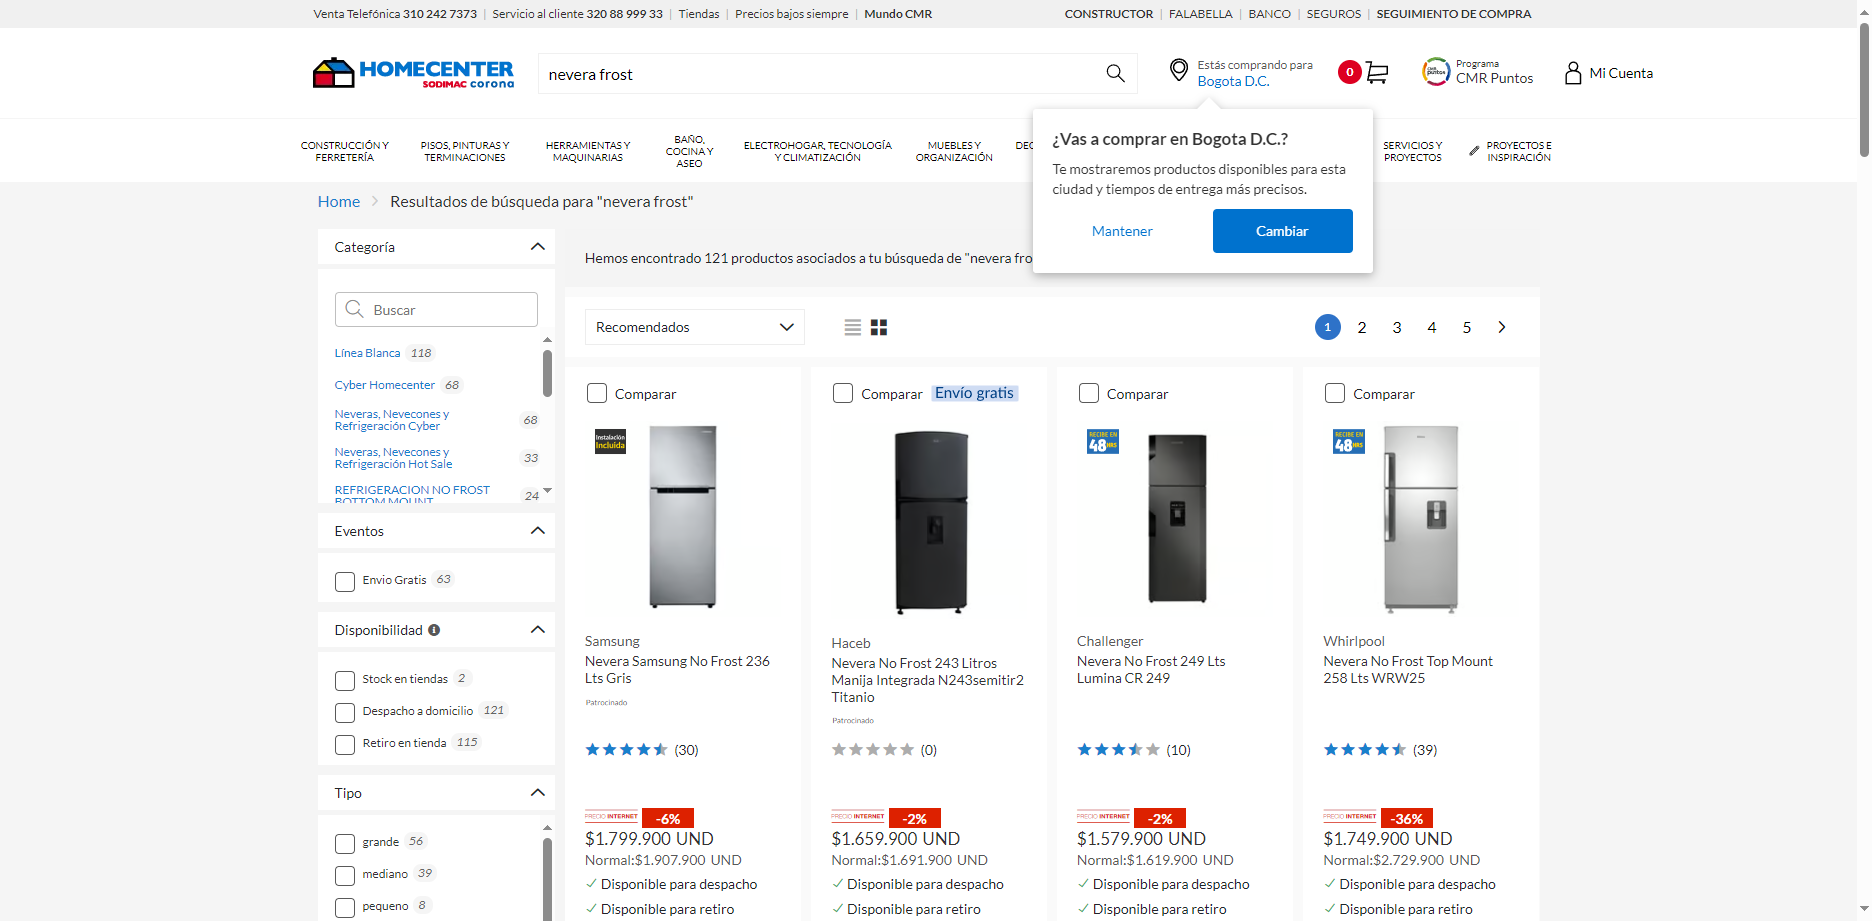 Venta Telefónica 310 242 7373 | Servicio al cliente 320 88 999 33 | Tiendas | Precios bajos siempre | Mundo CMR
CONSTRUCTOR | FALABELLA | BANCO | SEGUROS | SEGUIMIENTO DE COMPRA
HOMECENTER
SODIMAC corona
nevera frost
Estás comprando para
Bogota D.C.
0
Programa
CMR Puntos
Mi Cuenta
CONSTRUCCIÓN Y
FERRETERÍA
PISOS, PINTURAS Y
TERMINACIONES
HERRAMIENTAS Y
MAQUINARIAS
BAÑO,
COCINA Y
ASEO
ELECTROHOGAR, TECNOLOGÍA
Y CLIMATIZACIÓN
MUEBLES Y
ORGANIZACIÓN
DEC
SERVICIOS Y
PROYECTOS
PROYECTOS E
INSPIRACIÓN
¿Vas a comprar en Bogota D.C.?
Te mostraremos productos disponibles para esta
ciudad y tiempos de entrega más precisos.
Mantener
Cambiar
Home > Resultados de búsqueda para "nevera frost"
Categoría
Buscar
Línea Blanca 118
Cyber Homecenter 68
Neveras, Nevecones y
Refrigeración Cyber 68
Neveras, Nevecones y
Refrigeración Hot Sale 33
REFRIGERACION NO FROST
BOTTOM MOUNT 24
Eventos
Envio Gratis 63
Disponibilidad
Stock en tiendas 2
Despacho a domicilio 121
Retiro en tienda 115
Tipo
grande 56
mediano 39
pequeno 8
Hemos encontrado 121 productos asociados a tu búsqueda de "nevera fro
Recomendados
1 2 3 4 5
Comparar
Instalación
Incluida
Samsung
Nevera Samsung No Frost 236
Lts Gris
Patrocinado
(30)
PRECIO INTERNET -6%
$1.799.900 UND
Normal:$1.907.900 UND
Disponible para despacho
Disponible para retiro
Comparar Envío gratis
Haceb
Nevera No Frost 243 Litros
Manija Integrada N243semitir2
Titanio
Patrocinado
(0)
PRECIO INTERNET -2%
$1.659.900 UND
Normal:$1.691.900 UND
Disponible para despacho
Disponible para retiro
Comparar
RECIBE EN
48HRS
Challenger
Nevera No Frost 249 Lts
Lumina CR 249
(10)
PRECIO INTERNET -2%
$1.579.900 UND
Normal:$1.619.900 UND
Disponible para despacho
Disponible para retiro
Comparar
RECIBE EN
48HRS
Whirlpool
Nevera No Frost Top Mount
258 Lts WRW25
(39)
PRECIO INTERNET -36%
$1.749.900 UND
Normal:$2.729.900 UND
Disponible para despacho
Disponible para retiro